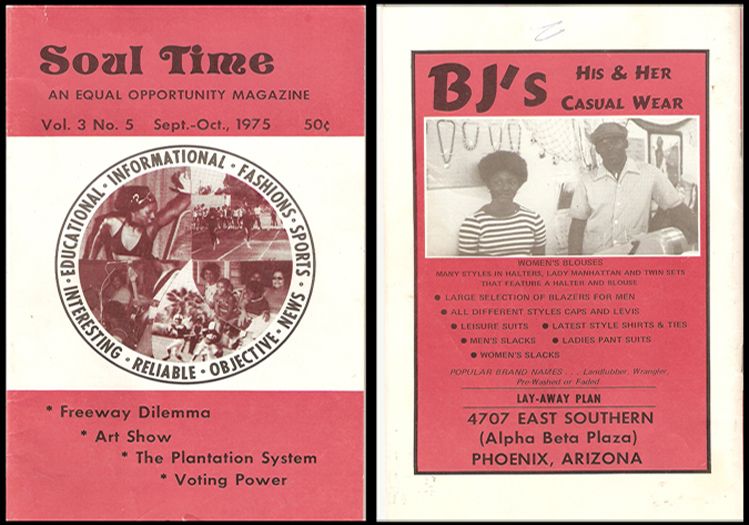 Soul Time
AN EQUAL OPPORTUNITY MAGAZINE
Vol. 3 No. 5 Sept.-Oct., 1975 50¢
INTERESTING · EDUCATIONAL · INFORMATIONAL · FASHIONS · SPORTS · NEWS · OBJECTIVE · RELIABLE ·
* Freeway Dilemma
* Art Show
* The Plantation System
* Voting Power
BJ's
HIS & HER
CASUAL WEAR
WOMEN'S BLOUSES
MANY STYLES IN HALTERS, LADY MANHATTAN AND TWIN SETS
THAT FEATURE A HALTER AND BLOUSE
● LARGE SELECTION OF BLAZERS FOR MEN
● ALL DIFFERENT STYLES CAPS AND LEVIS
● LEISURE SUITS ● LATEST STYLE SHIRTS & TIES
● MEN'S SLACKS ● LADIES PANT SUITS
● WOMEN'S SLACKS
POPULAR BRAND NAMES . . . Landlubber, Wrangler,
Pre-Washed or Faded
LAY-AWAY PLAN
4707 EAST SOUTHERN
(Alpha Beta Plaza)
PHOENIX, ARIZONA